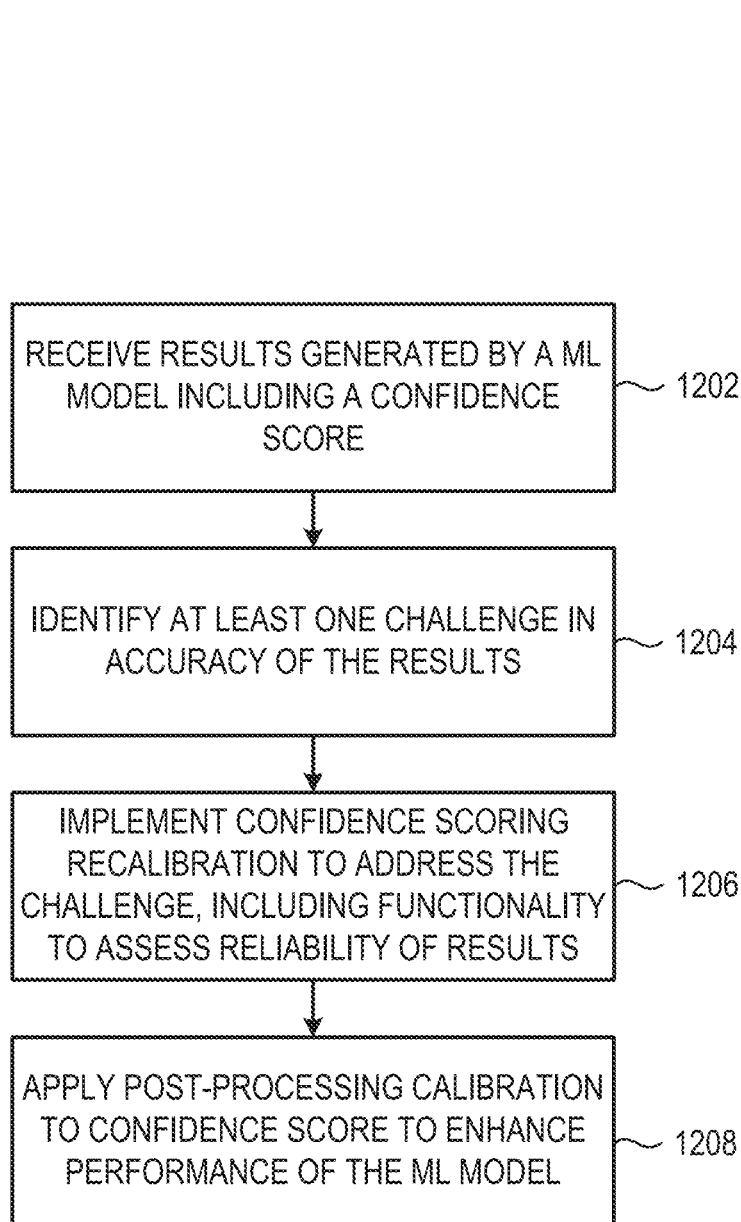 RECEIVE RESULTS GENERATED BY A ML
MODEL INCLUDING A CONFIDENCE
SCORE
1202
IDENTIFY AT LEAST ONE CHALLENGE IN
ACCURACY OF THE RESULTS
1204
IMPLEMENT CONFIDENCE SCORING
RECALIBRATION TO ADDRESS THE
CHALLENGE, INCLUDING FUNCTIONALITY
TO ASSESS RELIABILITY OF RESULTS
1206
APPLY POST-PROCESSING CALIBRATION
TO CONFIDENCE SCORE TO ENHANCE
PERFORMANCE OF THE ML MODEL
1208